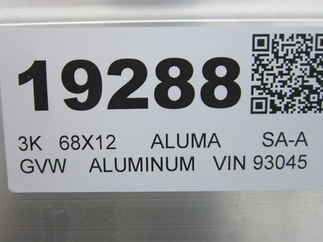 19288
3K 68X12 ALUMA SA-A
GVW ALUMINUM VIN 93045